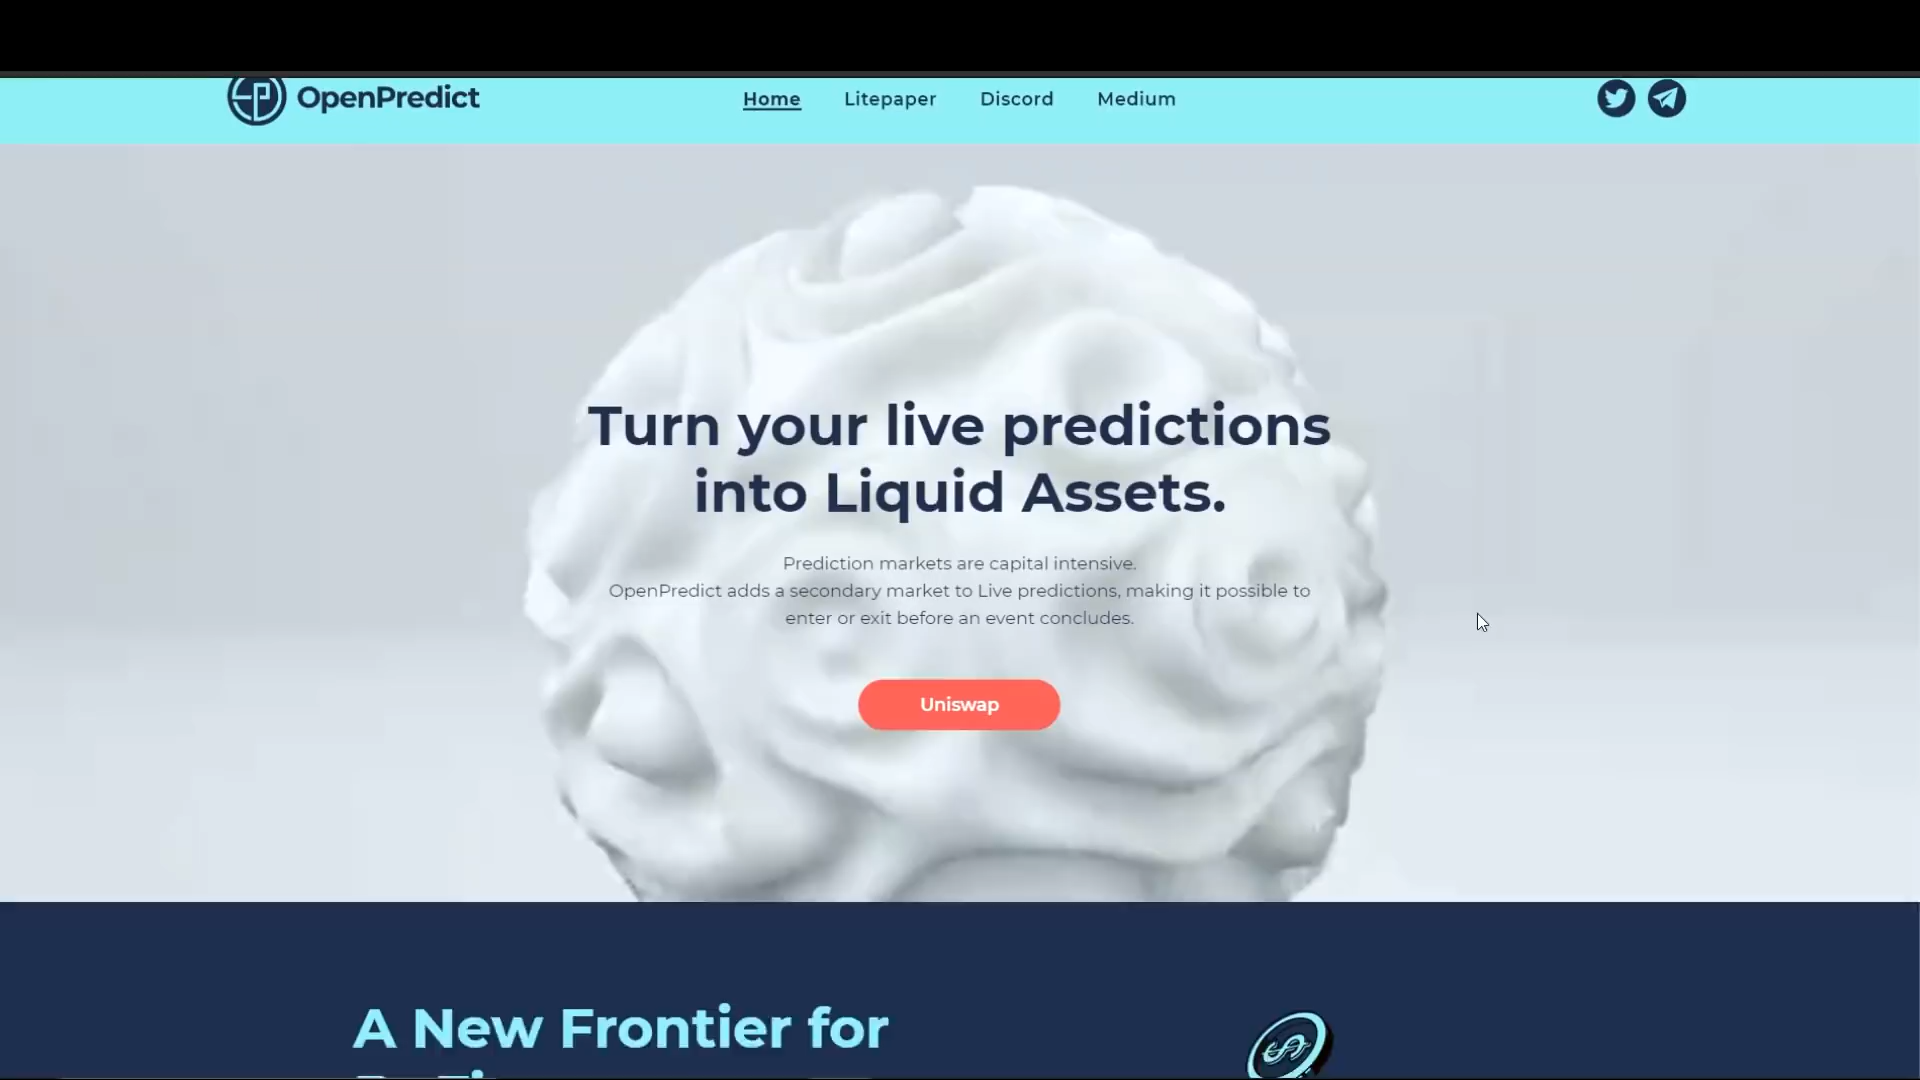 OpenPredict
Home
Litepaper
Discord
Medium
Turn your live predictions
into Liquid Assets.
Prediction markets are capital intensive.
OpenPredict adds a secondary market to Live predictions, making it possible to
enter or exit before an event concludes.
Uniswap
A New Frontier for